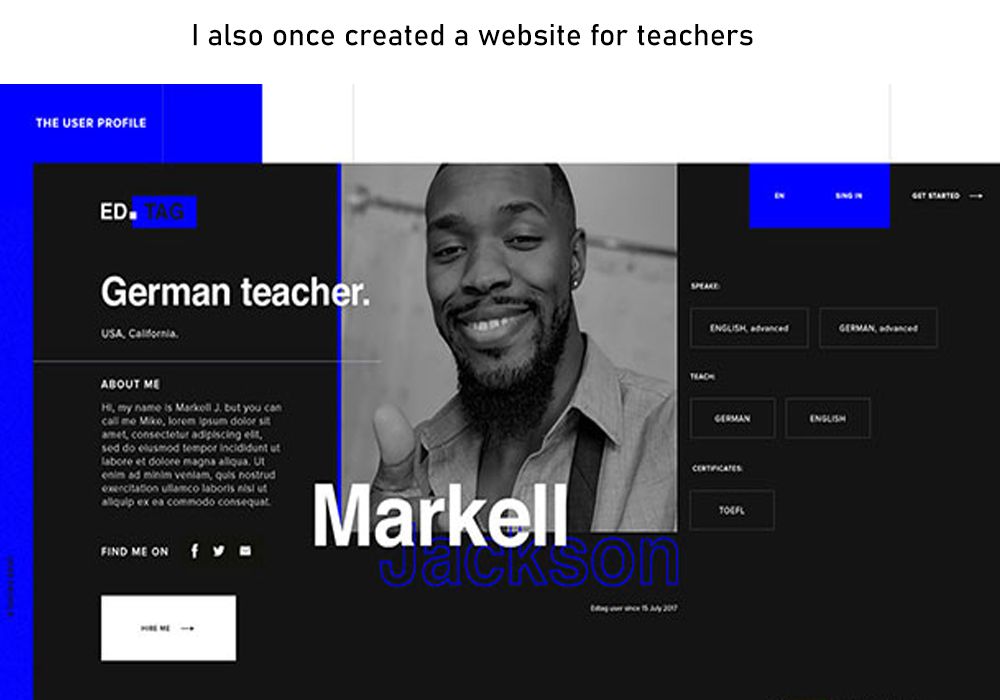 I also once created a website for teachers
THE USER PROFILE
ED. TAG
EN
SING IN
GET STARTED
German teacher.
USA, California.
ABOUT ME
Hi, my name is Markell J. but you can
call me Mike, lorem ipsum dolor sit
amet, consectetur adipiscing elit,
sed do eiusmod tempor incididunt ut
labore et dolore magna aliqua. Ut
enim ad minim veniam, quis nostrud
exercitation ullamco laboris nisi ut
aliquip ex ea commodo consequat.
FIND ME ON
HIRE ME
Markell
Jackson
Edtag user since 15 July 2017
SPEAKE:
ENGLISH, advanced
GERMAN, advanced
TEACH:
GERMAN
ENGLISH
CERTIFICATES:
TOEFL